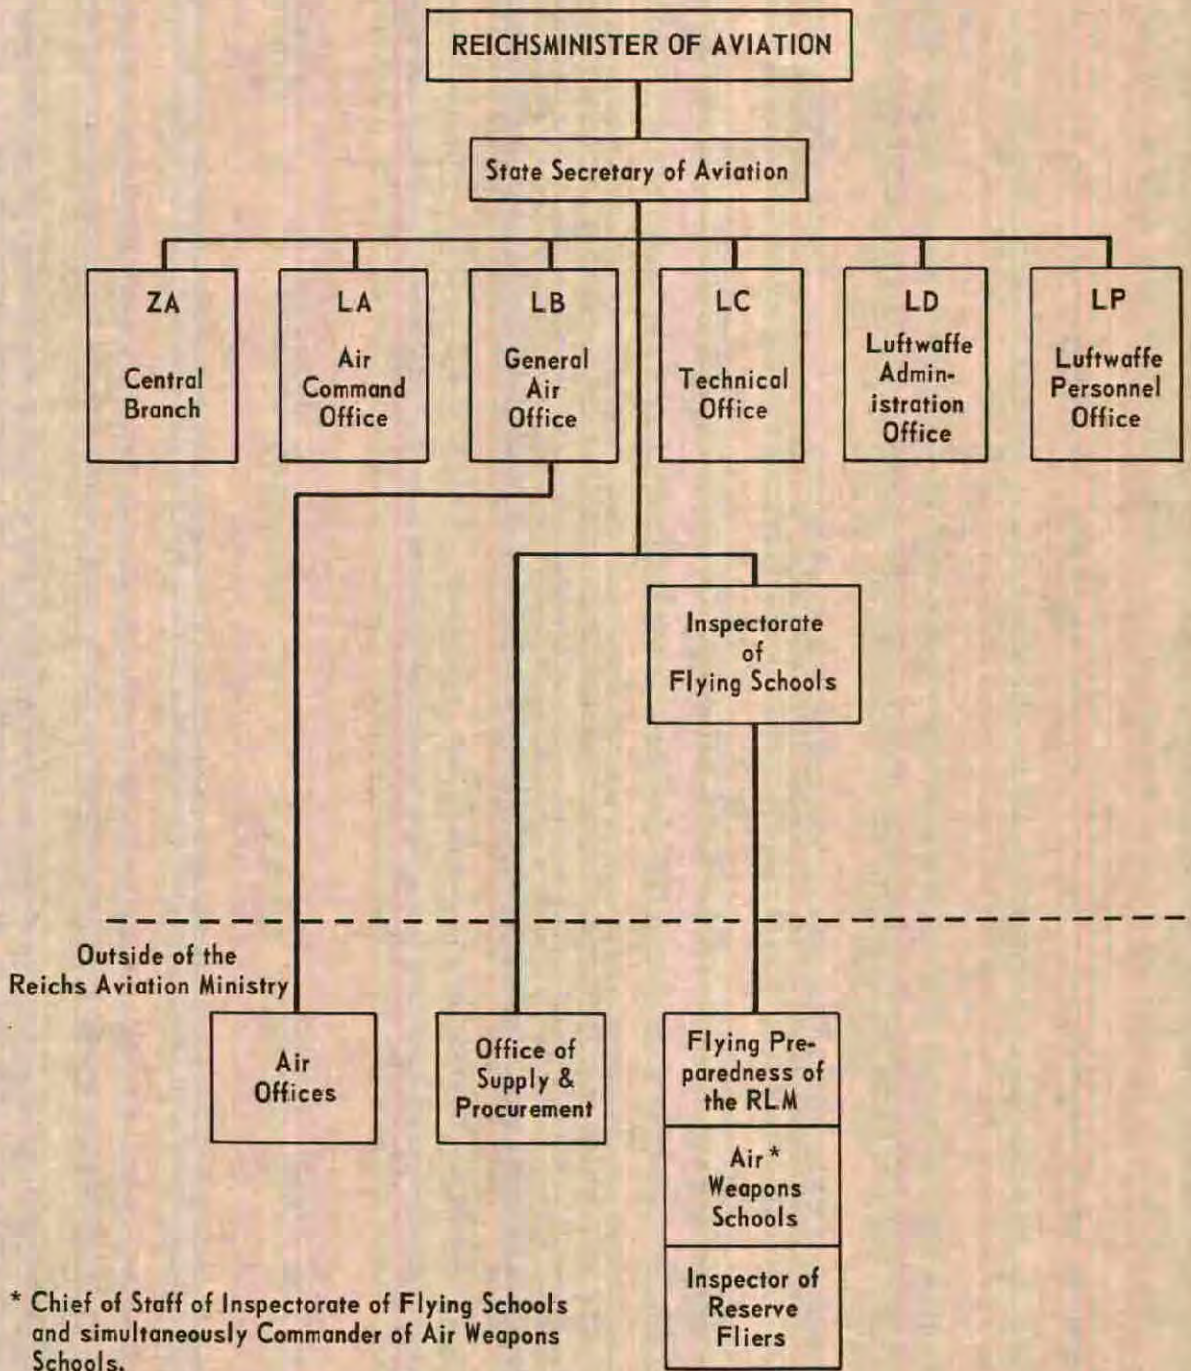 REICHSMINISTER OF AVIATION
State Secretary of Aviation
ZA
Central
Branch
LA
Air
Command
Office
LB
General
Air
Office
LC
Technical
Office
LD
Luftwaffe
Admin-
istration
Office
LP
Luftwaffe
Personnel
Office
Inspectorate
of
Flying Schools
Outside of the
Reichs Aviation Ministry
Air
Offices
Office of
Supply &
Procurement
Flying Pre-
paredness of
the RLM
Air*
Weapons
Schools
Inspector of
Reserve
Fliers
* Chief of Staff of Inspectorate of Flying Schools
and simultaneously Commander of Air Weapons
Schools.